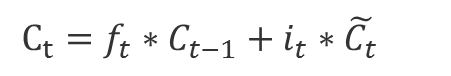 Cₜ = fₜ * Cₜ₋₁ + iₜ * C̃ₜ